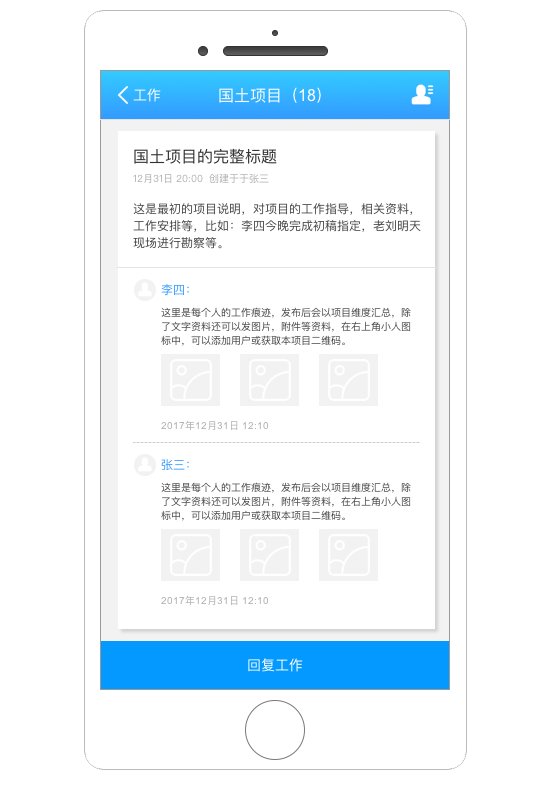 工作
国土项目（18）
国土项目的完整标题
12月31日 20:00 创建于于张三
这是最初的项目说明，对项目的工作指导，相关资料，
工作安排等，比如：李四今晚完成初稿指定，老刘明天
现场进行勘察等。
李四：
这里是每个人的工作痕迹，发布后会以项目维度汇总，除
了文字资料还可以发图片，附件等资料，在右上角小人图
标中，可以添加用户或获取本项目二维码。
2017年12月31日 12:10
张三：
这里是每个人的工作痕迹，发布后会以项目维度汇总，除
了文字资料还可以发图片，附件等资料，在右上角小人图
标中，可以添加用户或获取本项目二维码。
2017年12月31日 12:10
回复工作